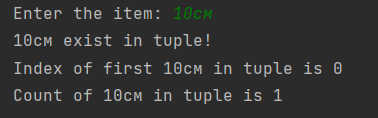 Enter the item: 10см
10см exist in tuple!
Index of first 10см in tuple is 0
Count of 10см in tuple is 1